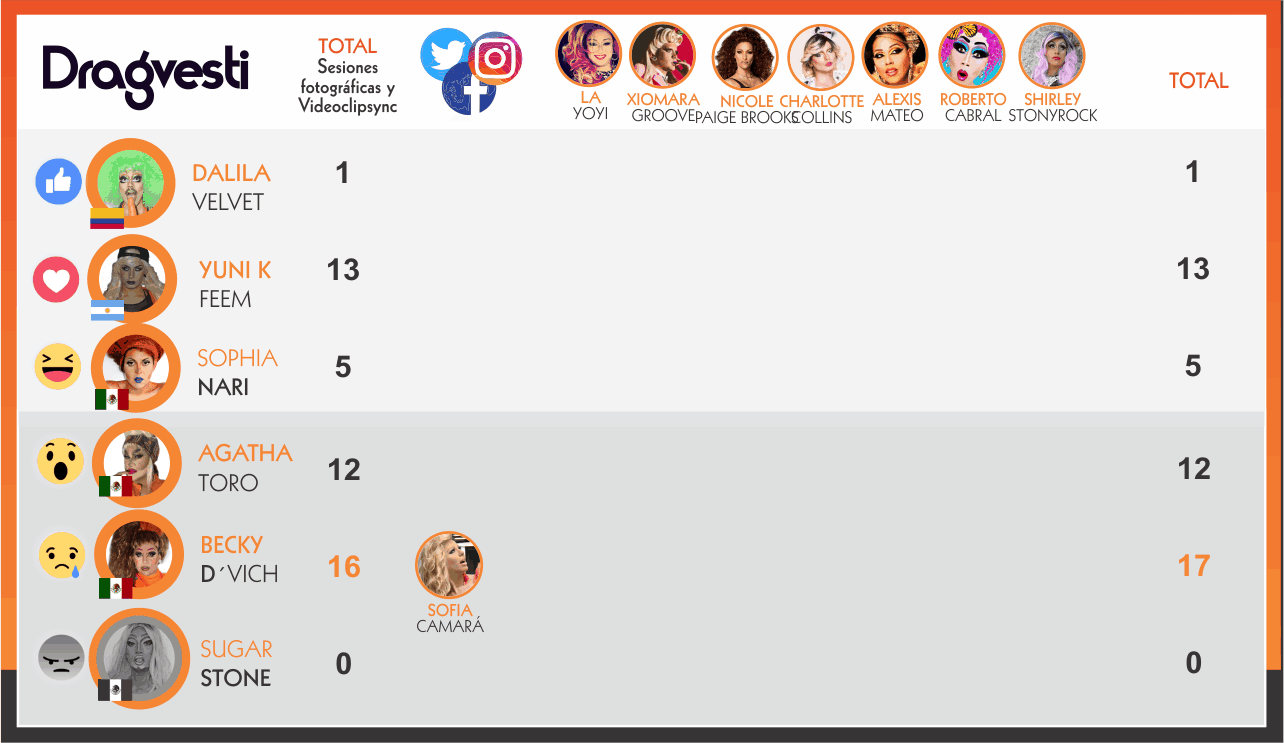 Dragvesti
TOTAL
Sesiones
fotográficas y
Videoclipsync
LA
YOYI
XIOMARA
GROOVE
NICOLE
PAIGE BROOKS
CHARLOTTE
COLLINS
ALEXIS
MATEO
ROBERTO
CABRAL
SHIRLEY
STONYROCK
TOTAL
DALILA
VELVET
1
1
YUNI K
FEEM
13
13
SOPHIA
NARI
5
5
AGATHA
TORO
12
12
BECKY
D´VICH
16
SOFIA
CAMARÁ
17
SUGAR
STONE
0
0